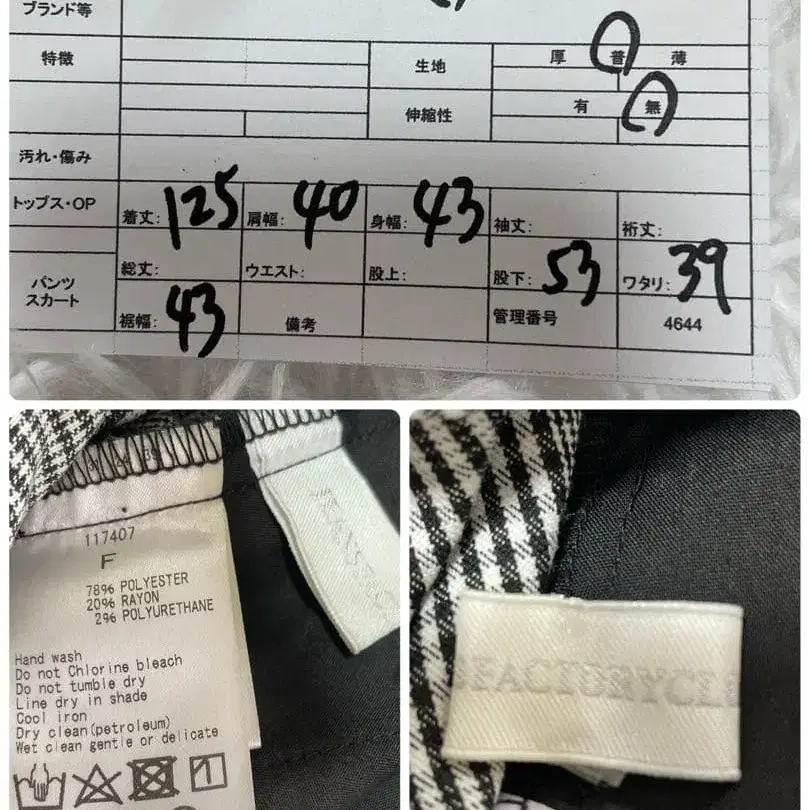 ブランド等
特徴
生地
厚 普 薄
伸縮性
有 無
汚れ・傷み
トップス・OP
着丈: 125
肩幅: 40
身幅: 43
袖丈:
裄丈:
パンツ
スカート
総丈:
ウエスト:
股上:
股下: 53
ワタリ: 39
裾幅: 43
備考
管理番号
4644
117407
F
78% POLYESTER
20% RAYON
2% POLYURETHANE
Hand wash
Do not Chlorine bleach
Do not tumble dry
Line dry in shade
Cool iron
Dry clean(petroleum)
Wet clean gentle or delicate